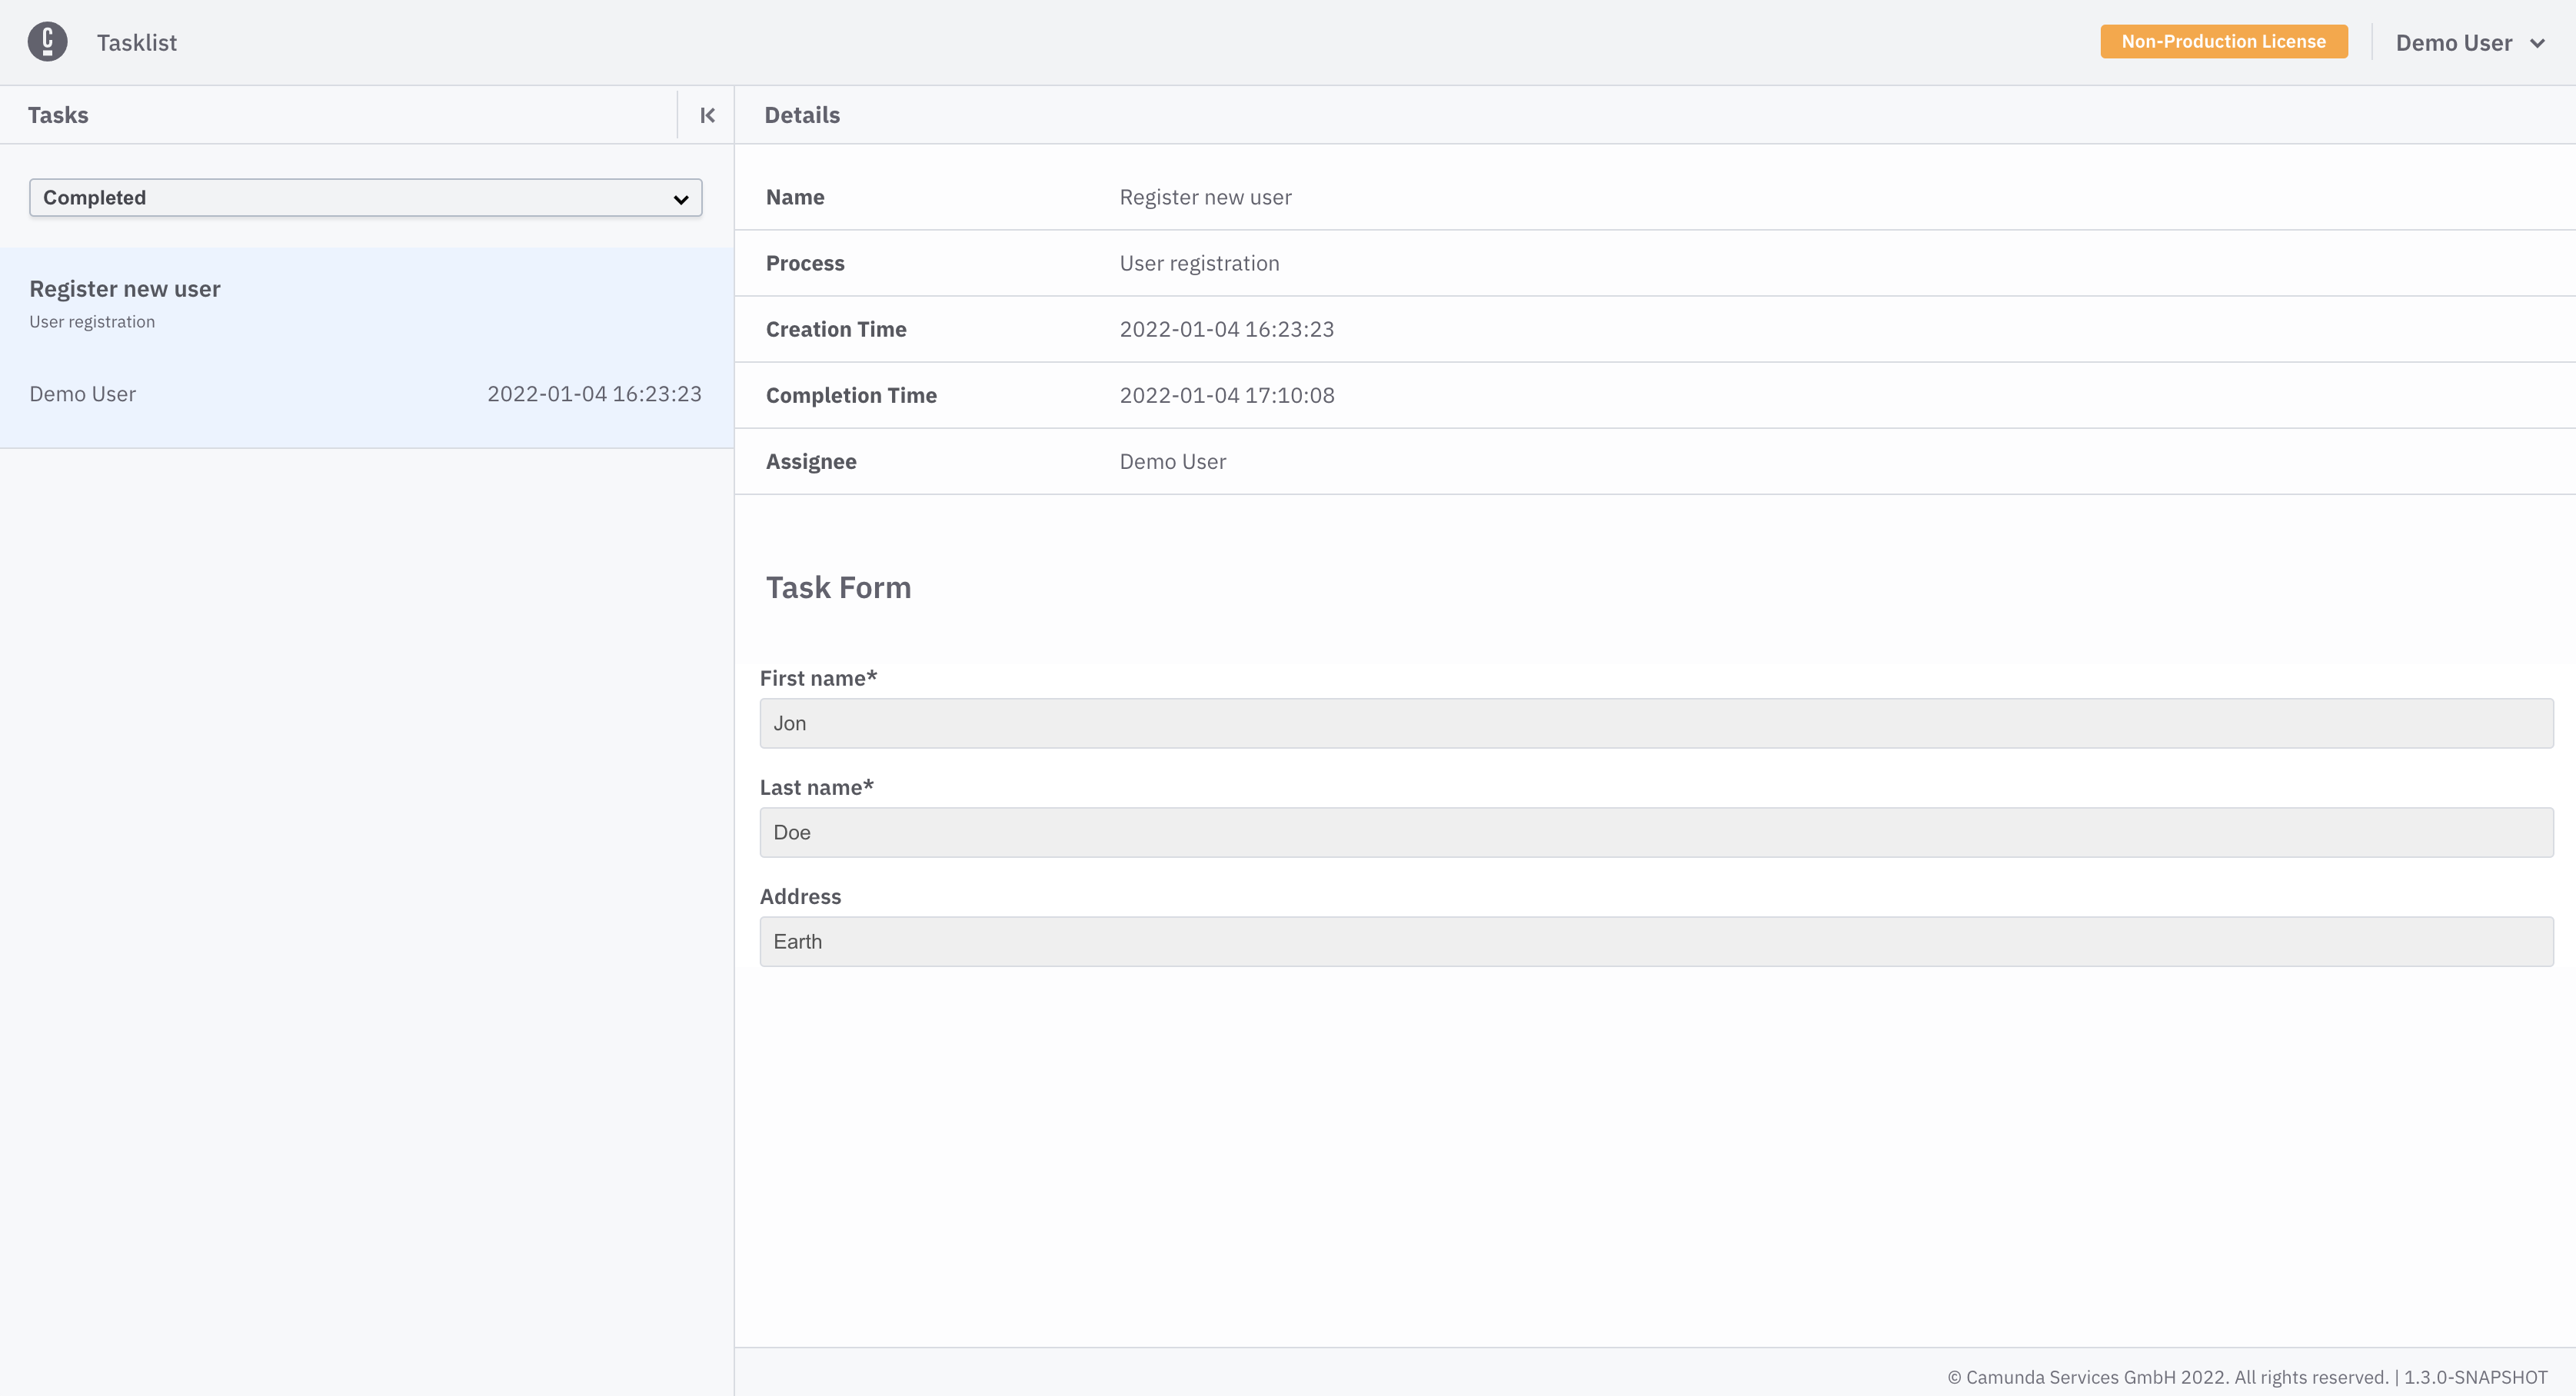 Tasklist
Non-Production License
Demo User
Tasks
Details
Completed
Register new user
User registration
Demo User 2022-01-04 16:23:23
Name Register new user
Process User registration
Creation Time 2022-01-04 16:23:23
Completion Time 2022-01-04 17:10:08
Assignee Demo User
Task Form
First name*
Jon
Last name*
Doe
Address
Earth
© Camunda Services GmbH 2022. All rights reserved. | 1.3.0-SNAPSHOT